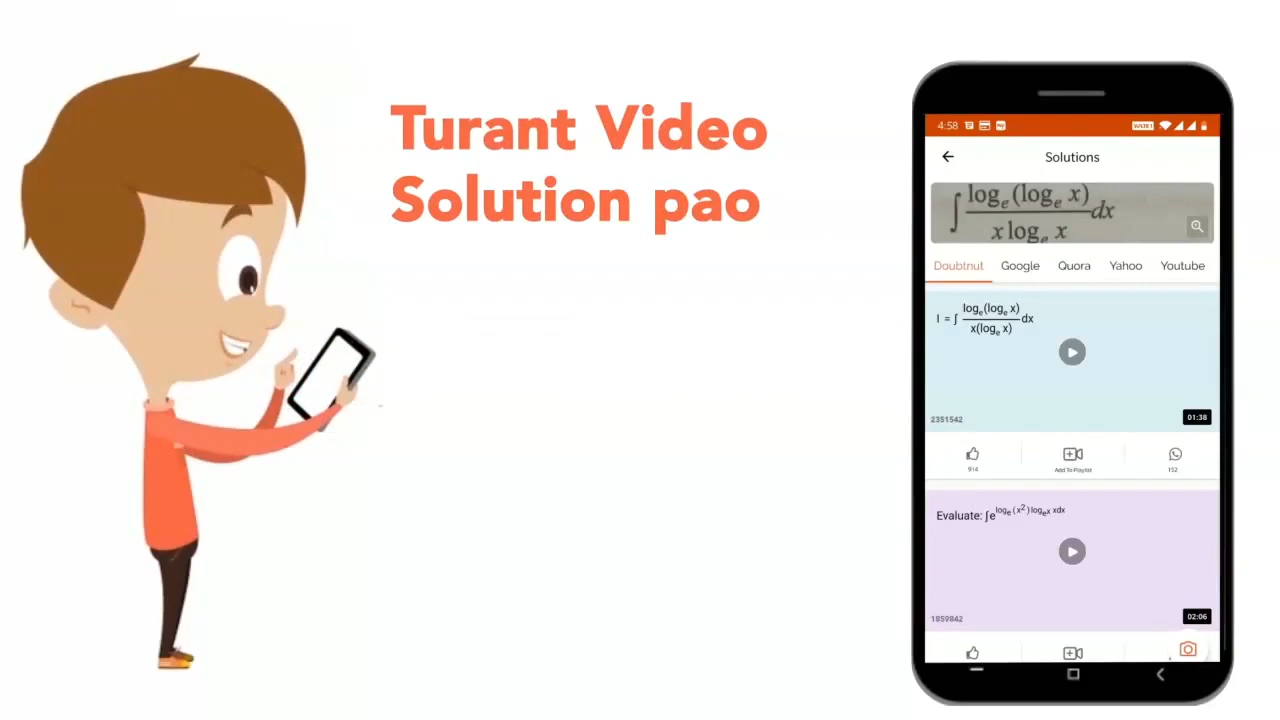 Turant Video
Solution pao
4:58
Solutions
∫ logₑ(logₑ x) / x logₑ x dx
Doubtnut Google Quora Yahoo Youtube
I = ∫ logₑ(logₑ x) / x(logₑ x) dx
2351542 01:38
914 Add To Playlist 152
Evaluate: ∫e^logₑ(x²)logₑx xdx
1859842 02:06